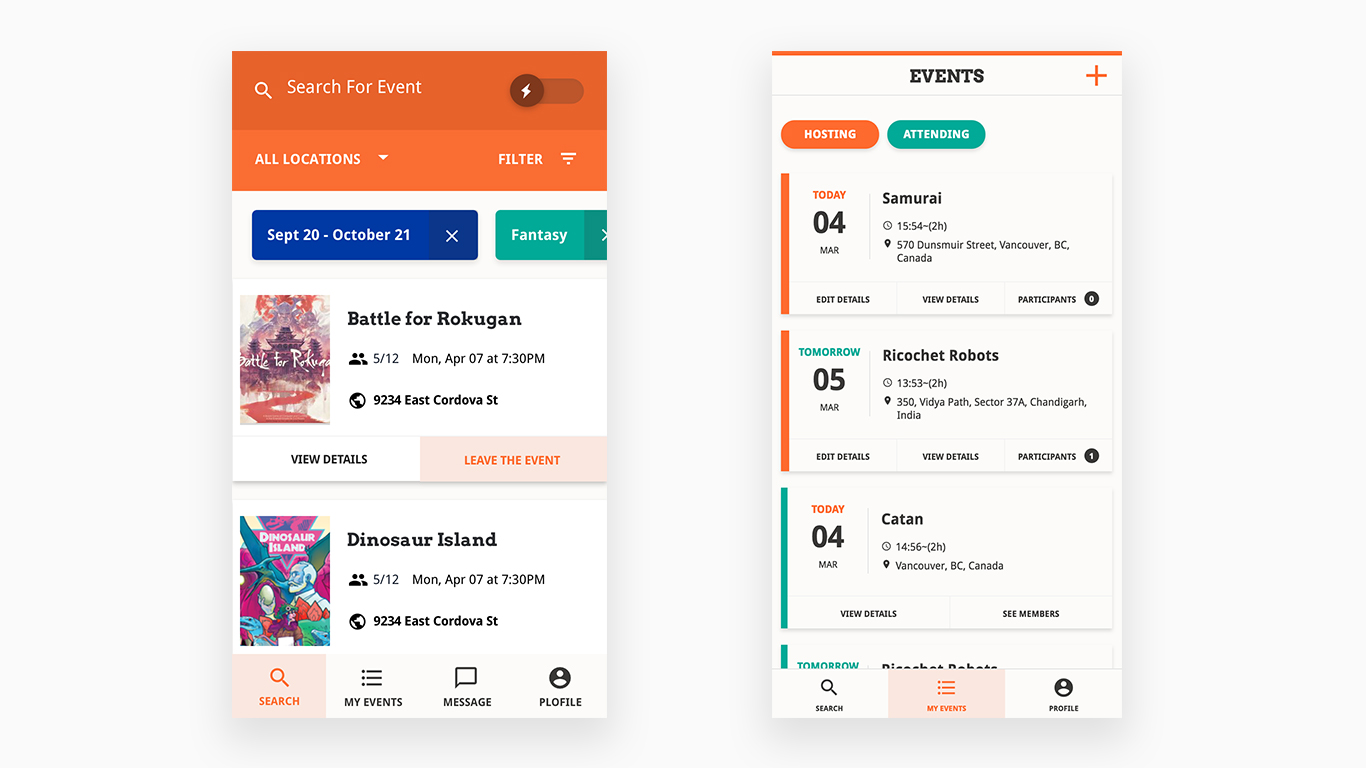 Search For Event
ALL LOCATIONS
FILTER
Sept 20 - October 21
Fantasy
Battle for Rokugan
Battle for Rokugan
5/12 Mon, Apr 07 at 7:30PM
9234 East Cordova St
VIEW DETAILS
LEAVE THE EVENT
DINOSAUR
ISLAND
Dinosaur Island
5/12 Mon, Apr 07 at 7:30PM
9234 East Cordova St
SEARCH
MY EVENTS
MESSAGE
PLOFILE
EVENTS
HOSTING
ATTENDING
TODAY
04
MAR
Samurai
15:54~(2h)
570 Dunsmuir Street, Vancouver, BC,
Canada
EDIT DETAILS
VIEW DETAILS
PARTICIPANTS 0
TOMORROW
05
MAR
Ricochet Robots
13:53~(2h)
350, Vidya Path, Sector 37A, Chandigarh,
India
EDIT DETAILS
VIEW DETAILS
PARTICIPANTS 1
TODAY
04
MAR
Catan
14:56~(2h)
Vancouver, BC, Canada
VIEW DETAILS
SEE MEMBERS
TOMORROW
Ricochet Robots
SEARCH
MY EVENTS
PROFILE